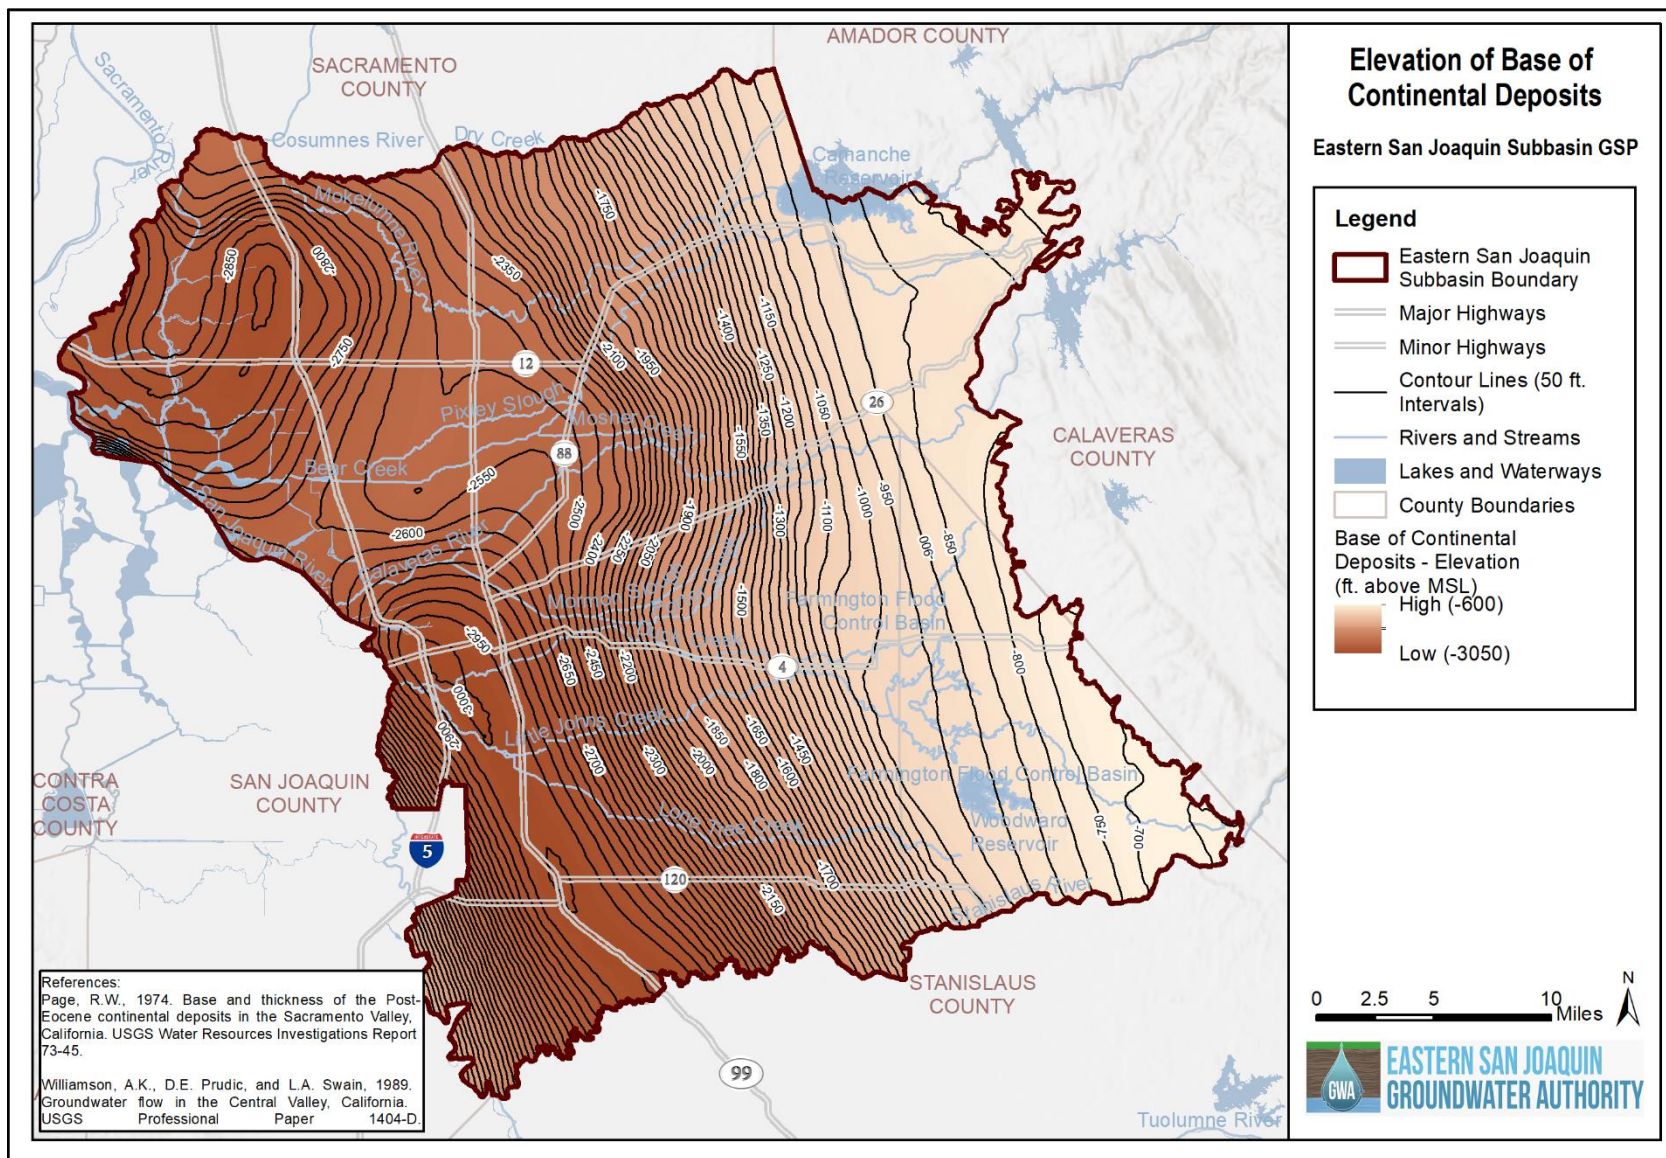 AMADOR COUNTY
SACRAMENTO
COUNTY
Sacramento River
Cosumnes River
Dry Creek
Mokelumne River
Camanche
Reservoir
-1750
-2850
-2800
-2350
-2750
-1400
-1150
-2100
-1950
-1250
12
-1050
-1200
-1350
26
Pixley Slough
Mosher Creek
-1550
88
CALAVERAS
COUNTY
Bear Creek
-2550
-950
-1000
-2500
-1900
-1100
-1300
San Joaquin River
-2600
-2400
-2250
-2050
-900
-850
Calaveras River
Mormon Slough
-1500
Farmington Flood
Control Basin
Duck Creek
-2950
-2650
-2450
-2200
4
-800
-3000
-2900
Little Johns Creek
-1850
-1650
-1450
-2700
-2300
-2000
-1800
-1600
CONTRA
COSTA
COUNTY
SAN JOAQUIN
COUNTY
Farmington Flood Control Basin
Lone Tree Creek
Woodward
Reservoir
-750
-700
INTERSTATE
5
120
-1700
-2150
Stanislaus River
STANISLAUS
COUNTY
99
Tuolumne River
References:
Page, R.W., 1974. Base and thickness of the Post-
Eocene continental deposits in the Sacramento Valley,
California. USGS Water Resources Investigations Report
73-45.
Williamson, A.K., D.E. Prudic, and L.A. Swain, 1989.
Groundwater flow in the Central Valley, California.
USGS Professional Paper 1404-D.
Elevation of Base of
Continental Deposits
Eastern San Joaquin Subbasin GSP
Legend
Eastern San Joaquin
Subbasin Boundary
Major Highways
Minor Highways
Contour Lines (50 ft.
Intervals)
Rivers and Streams
Lakes and Waterways
County Boundaries
Base of Continental
Deposits - Elevation
(ft. above MSL)
High (-600)
Low (-3050)
N
0 2.5 5 10
Miles
GWA
EASTERN SAN JOAQUIN
GROUNDWATER AUTHORITY